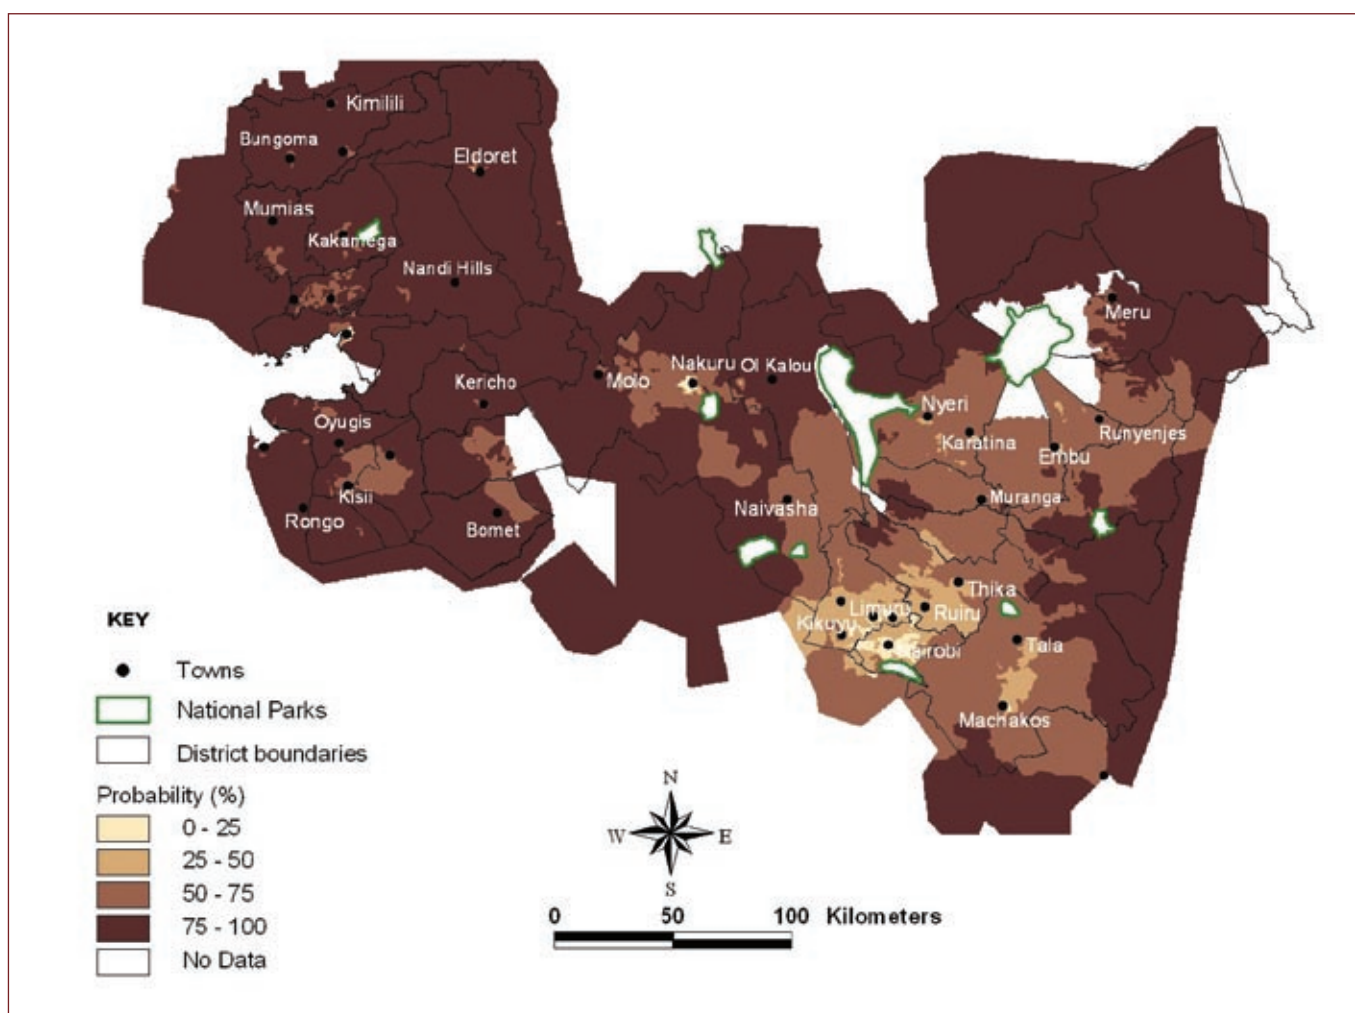 Kimilili
Bungoma
Eldoret
Mumias
Kakamega
Nandi Hills
Meru
Molo
Nakuru
Ol Kalou
Kericho
Nyeri
Oyugis
Karatina
Runyenjes
Embu
Kisii
Muranga
Naivasha
Rongo
Bomet
Thika
Limuru
Ruiru
Kikuyu
Nairobi
Tala
Machakos
KEY
Towns
National Parks
District boundaries
Probability (%)
0 - 25
25 - 50
50 - 75
75 - 100
No Data
N
W E
S
0 50 100 Kilometers